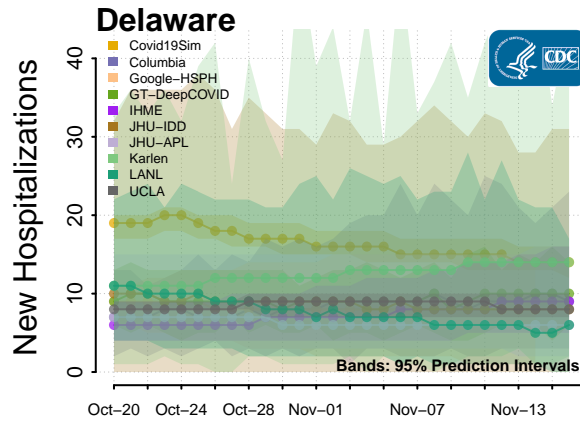 Delaware
Covid19Sim
Columbia
Google−HSPH
GT−DeepCOVID
IHME
JHU−IDD
JHU−APL
Karlen
LANL
UCLA
CDC
New Hospitalizations
40
30
20
10
0
Bands: 95% Prediction Intervals
Oct−20 Oct−24 Oct−28 Nov−01 Nov−07 Nov−13